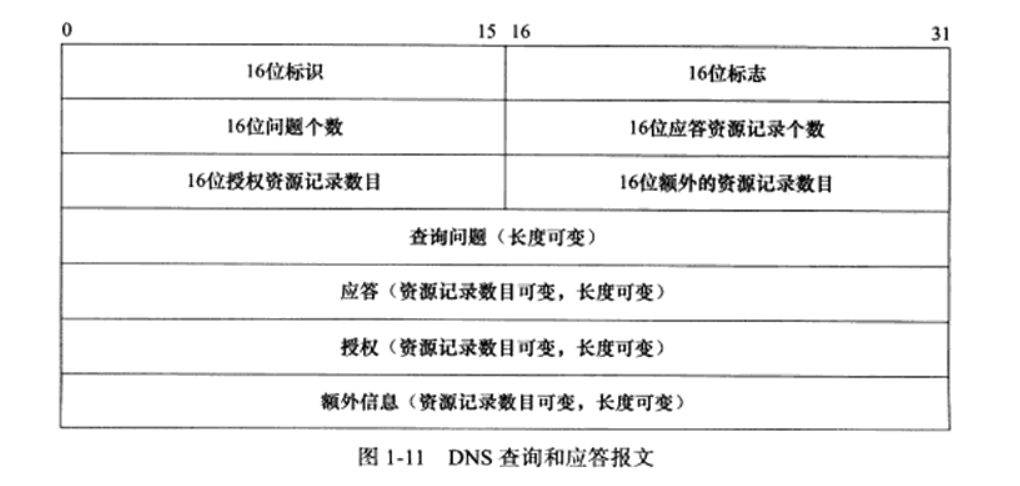 0 15 16 31
16位标识 16位标志
16位问题个数 16位应答资源记录个数
16位授权资源记录数目 16位额外的资源记录数目
查询问题（长度可变）
应答（资源记录数目可变，长度可变）
授权（资源记录数目可变，长度可变）
额外信息（资源记录数目可变，长度可变）
图 1-11 DNS 查询和应答报文